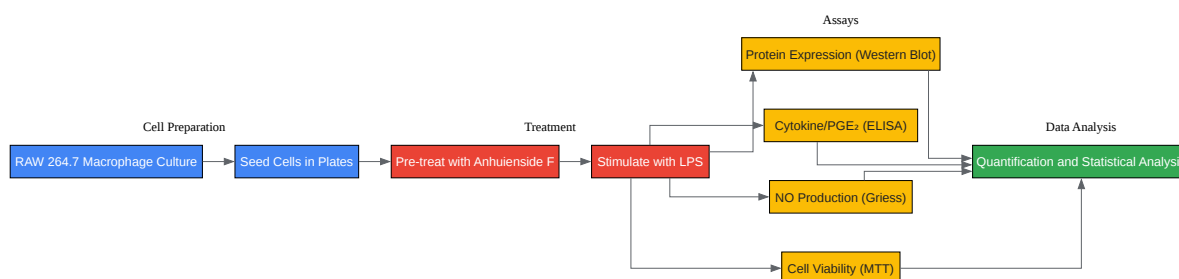 Assays
Protein Expression (Western Blot)
Cell Preparation
Treatment
Cytokine/PGE₂ (ELISA)
Data Analysis
RAW 264.7 Macrophage Culture
Seed Cells in Plates
Pre-treat with Anhuienside F
Stimulate with LPS
Quantification and Statistical Analysis
NO Production (Griess)
Cell Viability (MTT)